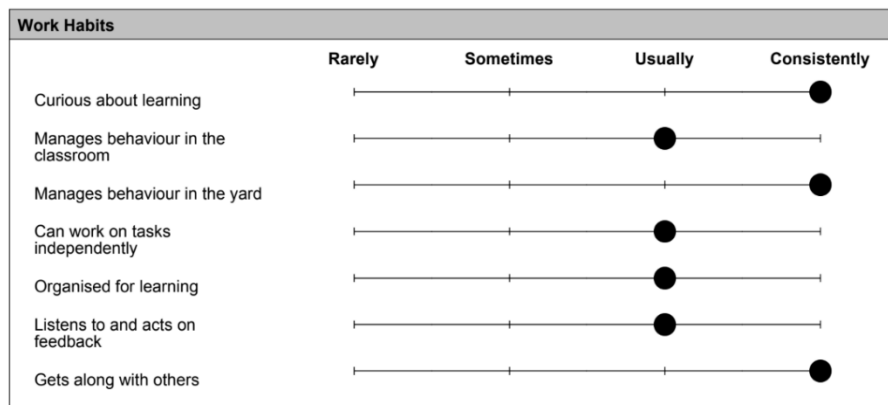 Work Habits
Rarely Sometimes Usually Consistently
Curious about learning
Manages behaviour in the
classroom
Manages behaviour in the yard
Can work on tasks
independently
Organised for learning
Listens to and acts on
feedback
Gets along with others